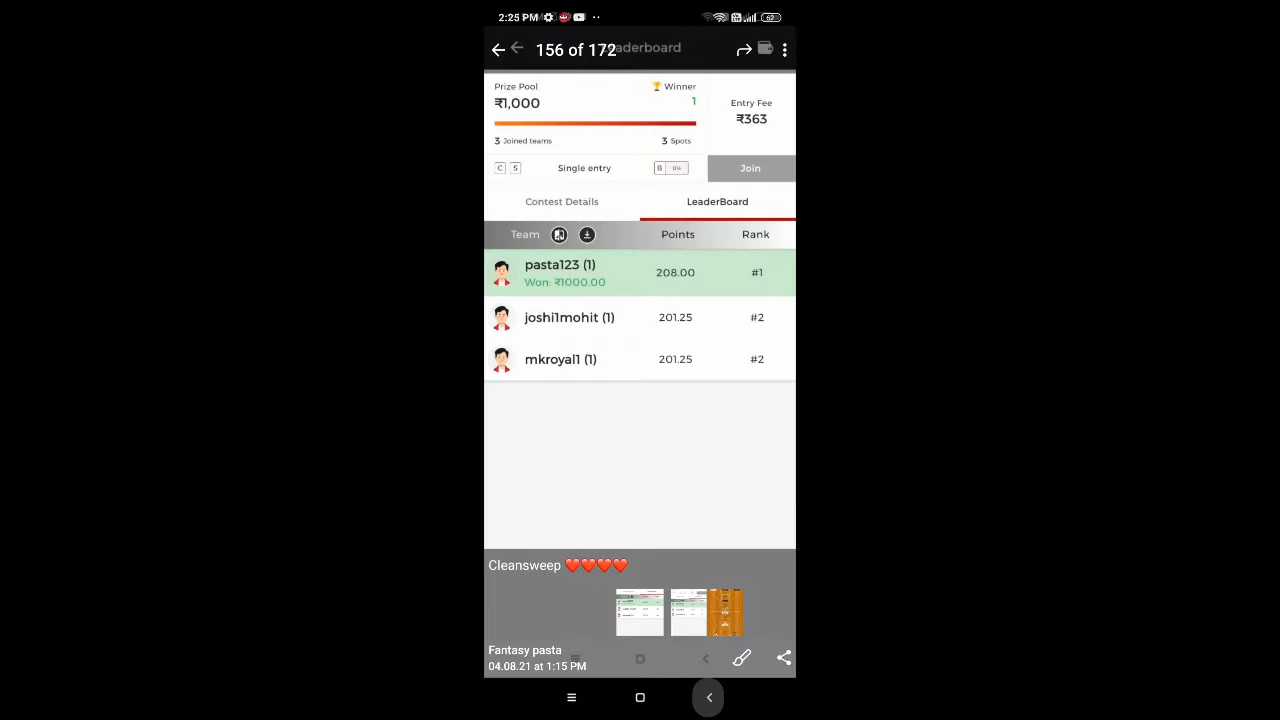 2:25 PM
62
156 of 172
Leaderboard
Prize Pool
🏆 Winner
₹1,000
1
Entry Fee
₹363
3 Joined teams
3 Spots
C S Single entry B 0%
Join
Contest Details
LeaderBoard
Team
Points
Rank
pasta123 (1)
Won: ₹1000.00
208.00
#1
joshi1mohit (1)
201.25
#2
mkroyal1 (1)
201.25
#2
Cleansweep ❤️❤️❤️❤️
Fantasy pasta
04.08.21 at 1:15 PM